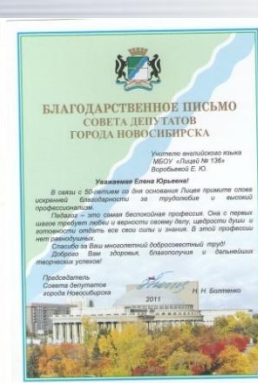 БЛАГОДАРСТВЕННОЕ ПИСЬМО
СОВЕТА ДЕПУТАТОВ
ГОРОДА НОВОСИБИРСКА
Учителю английского языка
МБОУ «Лицей № 136»
Воробьевой Е. Ю.
Уважаемая Елена Юрьевна!
В связи с 50-летием со дня основания Лицея примите слова
искренней благодарности за трудолюбие и высокий
профессионализм.
Педагог – это самая беспокойная профессия. Она с первых
шагов требует любви и верности своему делу, щедрости души и
готовности отдать все свои силы и знания. В этой профессии
нет равнодушных.
Спасибо за Ваш многолетний добросовестный труд!
Доброго Вам здоровья, благополучия и дальнейших
творческих успехов!
Председатель
Совета депутатов
города Новосибирска
Н. Н. Болтенко
2011